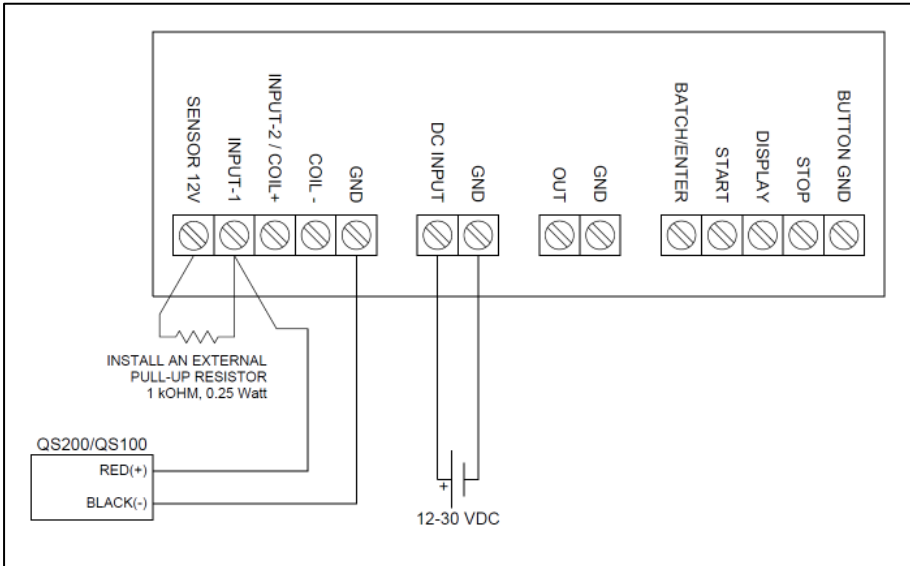 SENSOR 12V
INPUT-1
INPUT-2 / COIL+
COIL -
GND
DC INPUT
GND
OUT
GND
BATCH/ENTER
START
DISPLAY
STOP
BUTTON GND
INSTALL AN EXTERNAL
PULL-UP RESISTOR
1 kOHM, 0.25 Watt
QS200/QS100
RED(+)
BLACK(-)
+
12-30 VDC